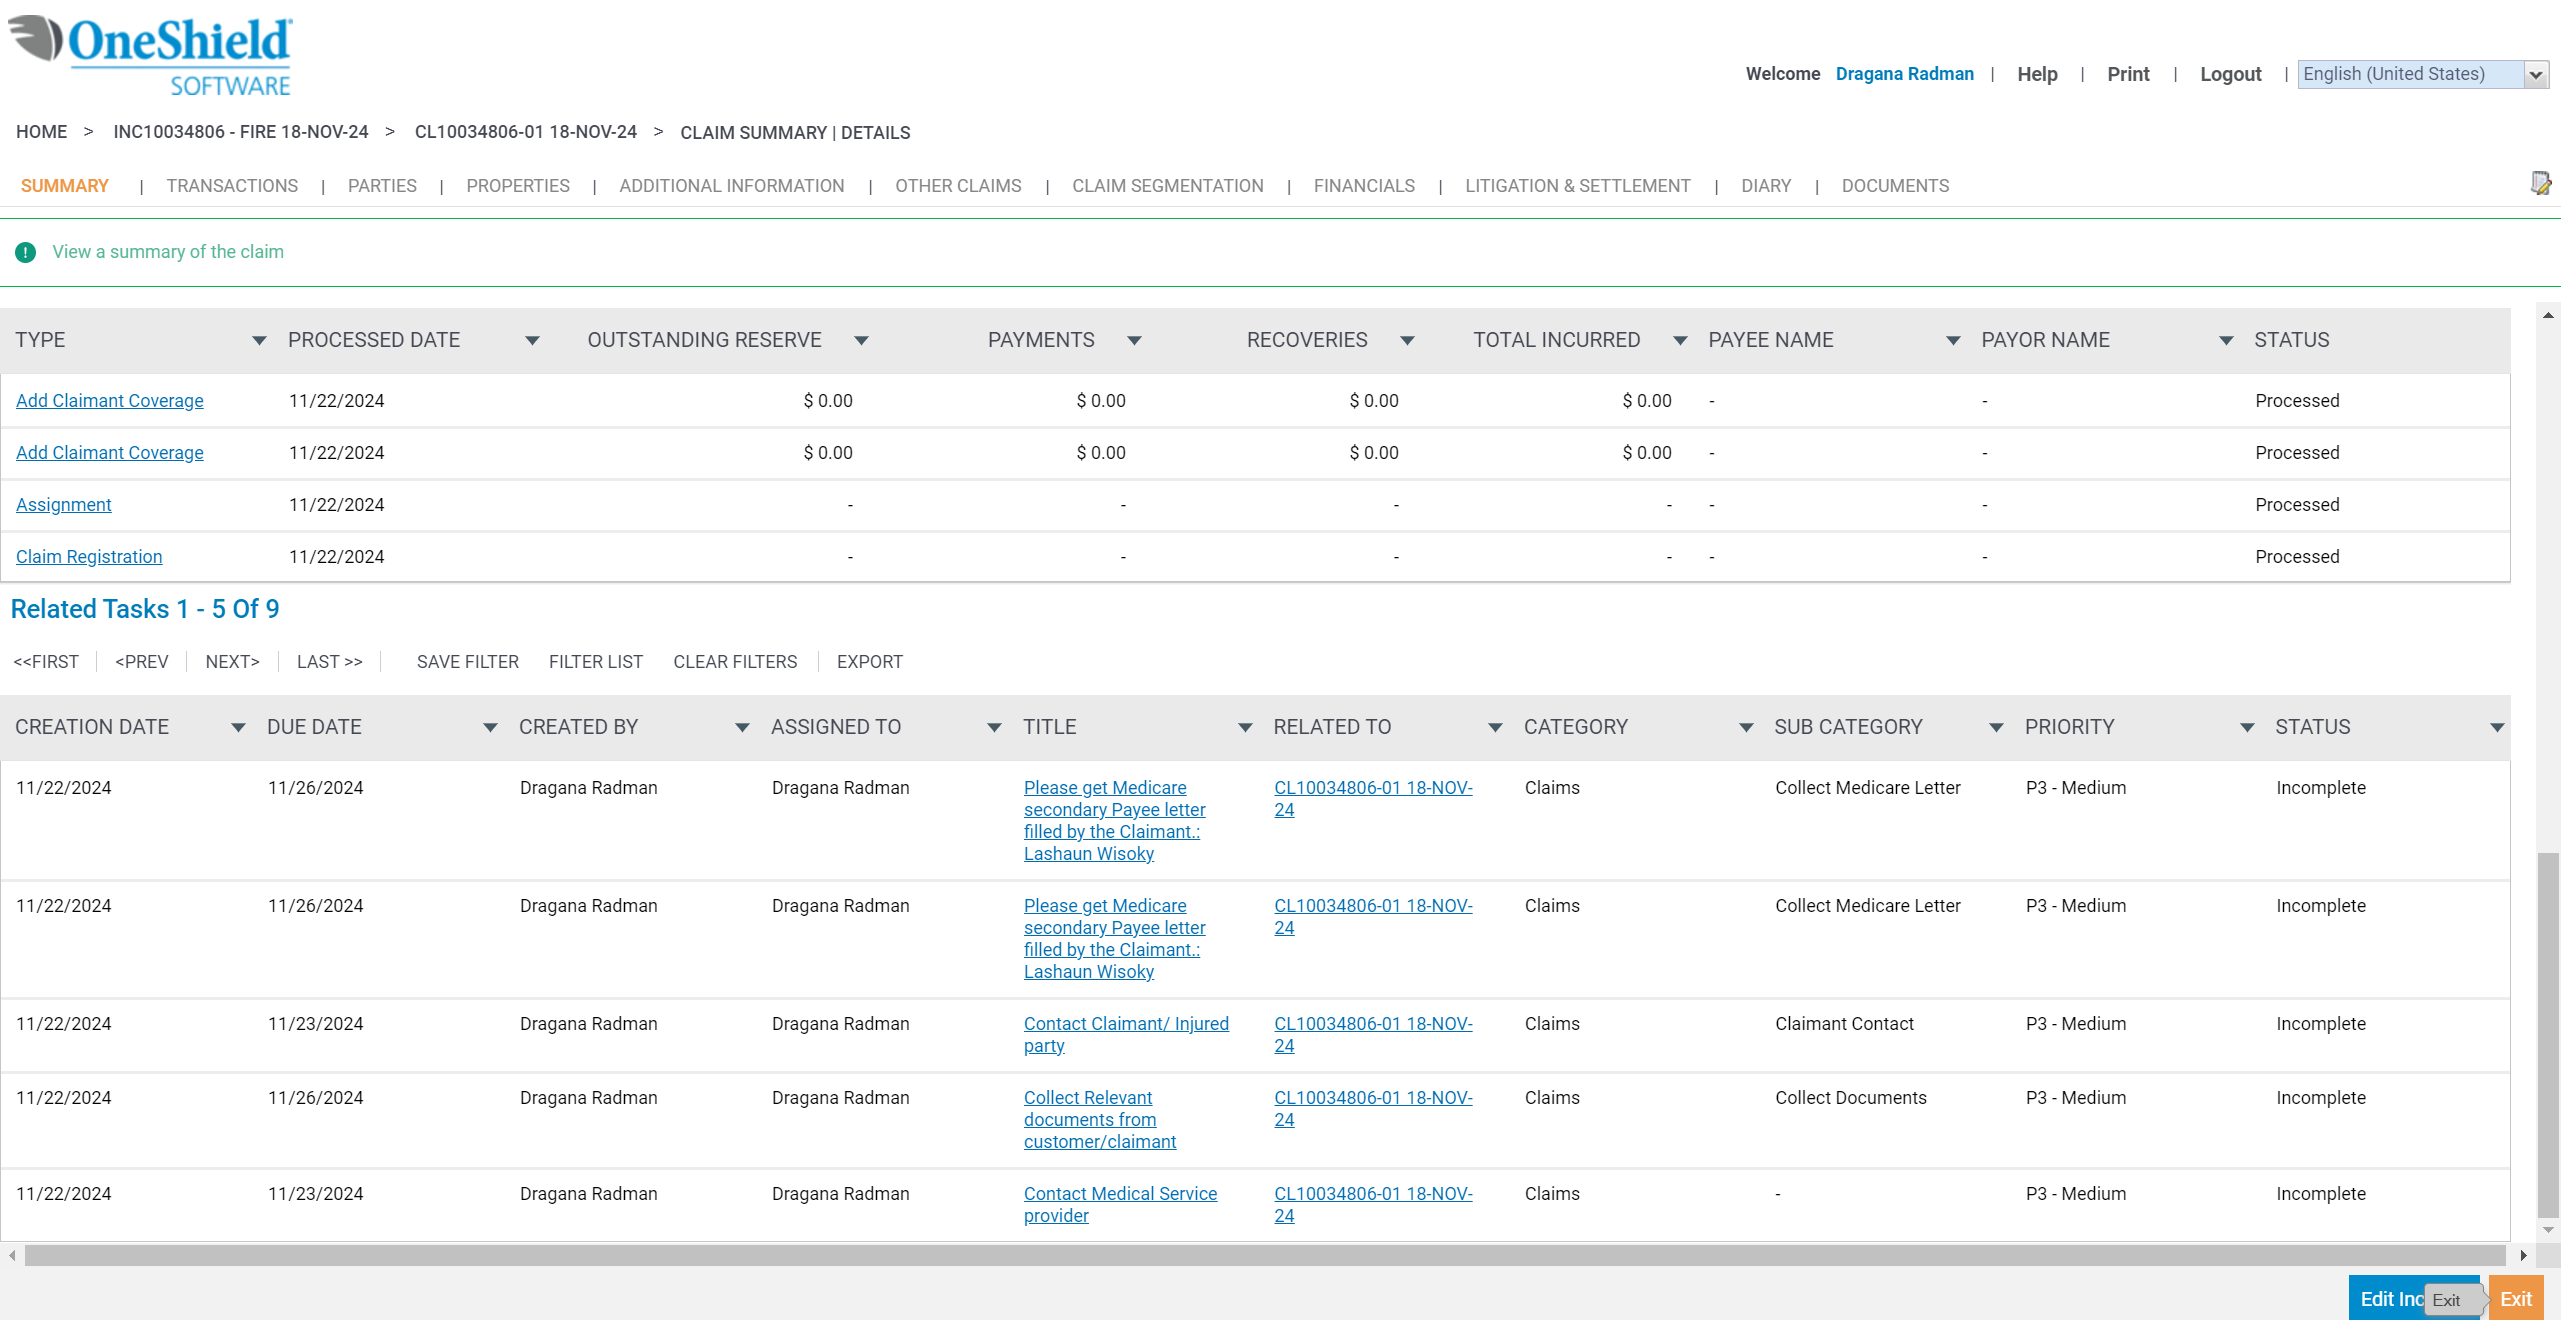 OneShield
SOFTWARE
Welcome Dragana Radman | Help | Print | Logout | English (United States)
HOME > INC10034806 - FIRE 18-NOV-24 > CL10034806-01 18-NOV-24 > CLAIM SUMMARY | DETAILS
SUMMARY | TRANSACTIONS | PARTIES | PROPERTIES | ADDITIONAL INFORMATION | OTHER CLAIMS | CLAIM SEGMENTATION | FINANCIALS | LITIGATION & SETTLEMENT | DIARY | DOCUMENTS
View a summary of the claim
TYPE PROCESSED DATE OUTSTANDING RESERVE PAYMENTS RECOVERIES TOTAL INCURRED PAYEE NAME PAYOR NAME STATUS
Add Claimant Coverage 11/22/2024 $ 0.00 $ 0.00 $ 0.00 $ 0.00 - - Processed
Add Claimant Coverage 11/22/2024 $ 0.00 $ 0.00 $ 0.00 $ 0.00 - - Processed
Assignment 11/22/2024 - - - - - - Processed
Claim Registration 11/22/2024 - - - - - - Processed
Related Tasks 1 - 5 Of 9
<<FIRST <PREV NEXT> LAST >> SAVE FILTER FILTER LIST CLEAR FILTERS EXPORT
CREATION DATE DUE DATE CREATED BY ASSIGNED TO TITLE RELATED TO CATEGORY SUB CATEGORY PRIORITY STATUS
11/22/2024 11/26/2024 Dragana Radman Dragana Radman Please get Medicare CL10034806-01 18-NOV- Claims Collect Medicare Letter P3 - Medium Incomplete
secondary Payee letter 24
filled by the Claimant.:
Lashaun Wisoky
11/22/2024 11/26/2024 Dragana Radman Dragana Radman Please get Medicare CL10034806-01 18-NOV- Claims Collect Medicare Letter P3 - Medium Incomplete
secondary Payee letter 24
filled by the Claimant.:
Lashaun Wisoky
11/22/2024 11/23/2024 Dragana Radman Dragana Radman Contact Claimant/ Injured CL10034806-01 18-NOV- Claims Claimant Contact P3 - Medium Incomplete
party 24
11/22/2024 11/26/2024 Dragana Radman Dragana Radman Collect Relevant CL10034806-01 18-NOV- Claims Collect Documents P3 - Medium Incomplete
documents from 24
customer/claimant
11/22/2024 11/23/2024 Dragana Radman Dragana Radman Contact Medical Service CL10034806-01 18-NOV- Claims - P3 - Medium Incomplete
provider 24
Edit Inc Exit Exit